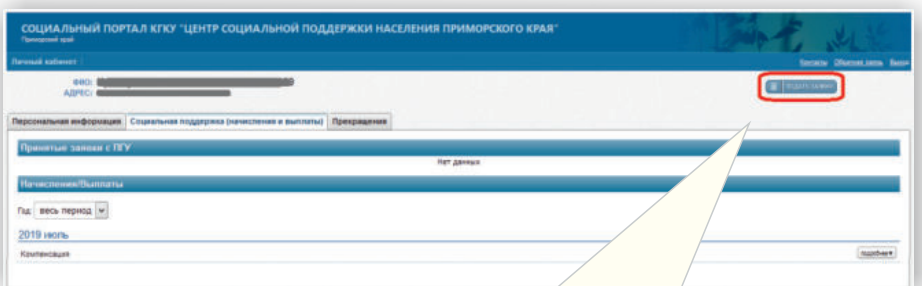 СОЦИАЛЬНЫЙ ПОРТАЛ КГКУ "ЦЕНТР СОЦИАЛЬНОЙ ПОДДЕРЖКИ НАСЕЛЕНИЯ ПРИМОРСКОГО КРАЯ"
Приморский край
Личный кабинет Контакты Обратная связь Выход
ФИО:
АДРЕС:
Персональная информация Социальная поддержка (начисления и выплаты) Прекращения
Принятые заявки с ПГУ
Нет данных
Начисления/Выплаты
Год: весь период
2019 июль
Компенсация подробнее